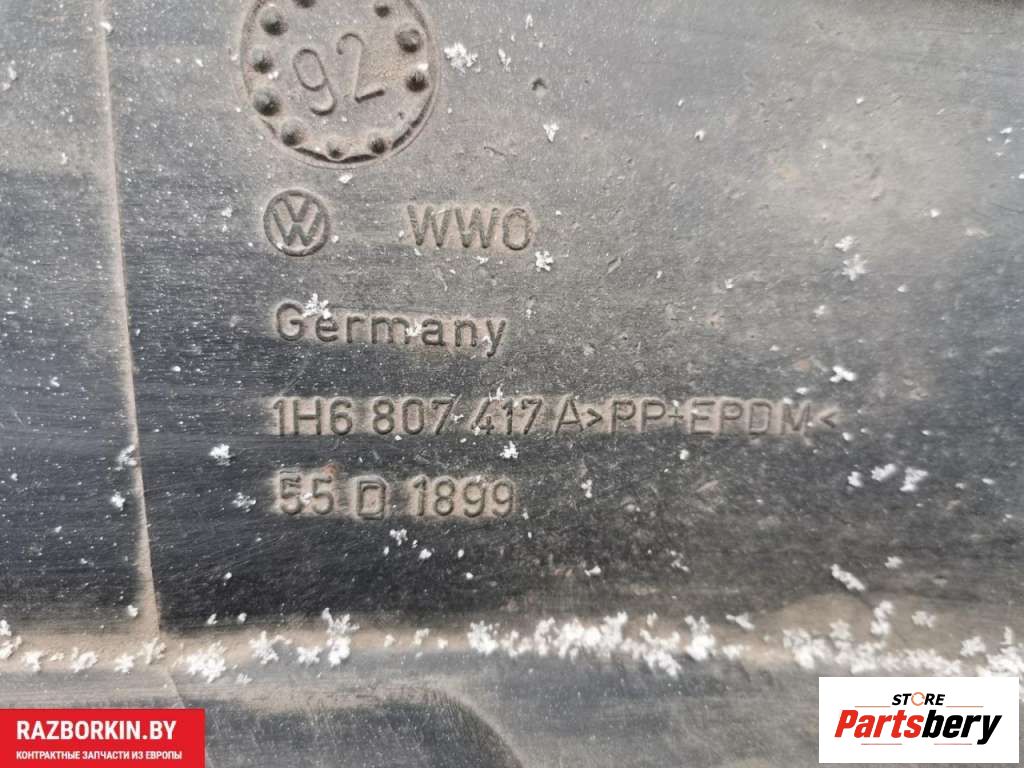 92
WWO
Germany
1H6 807 417 A >PP+EPDM<
55 D 1899
RAZBORKIN.BY
КОНТРАКТНЫЕ ЗАПЧАСТИ ИЗ ЕВРОПЫ
STORE
Partsbery